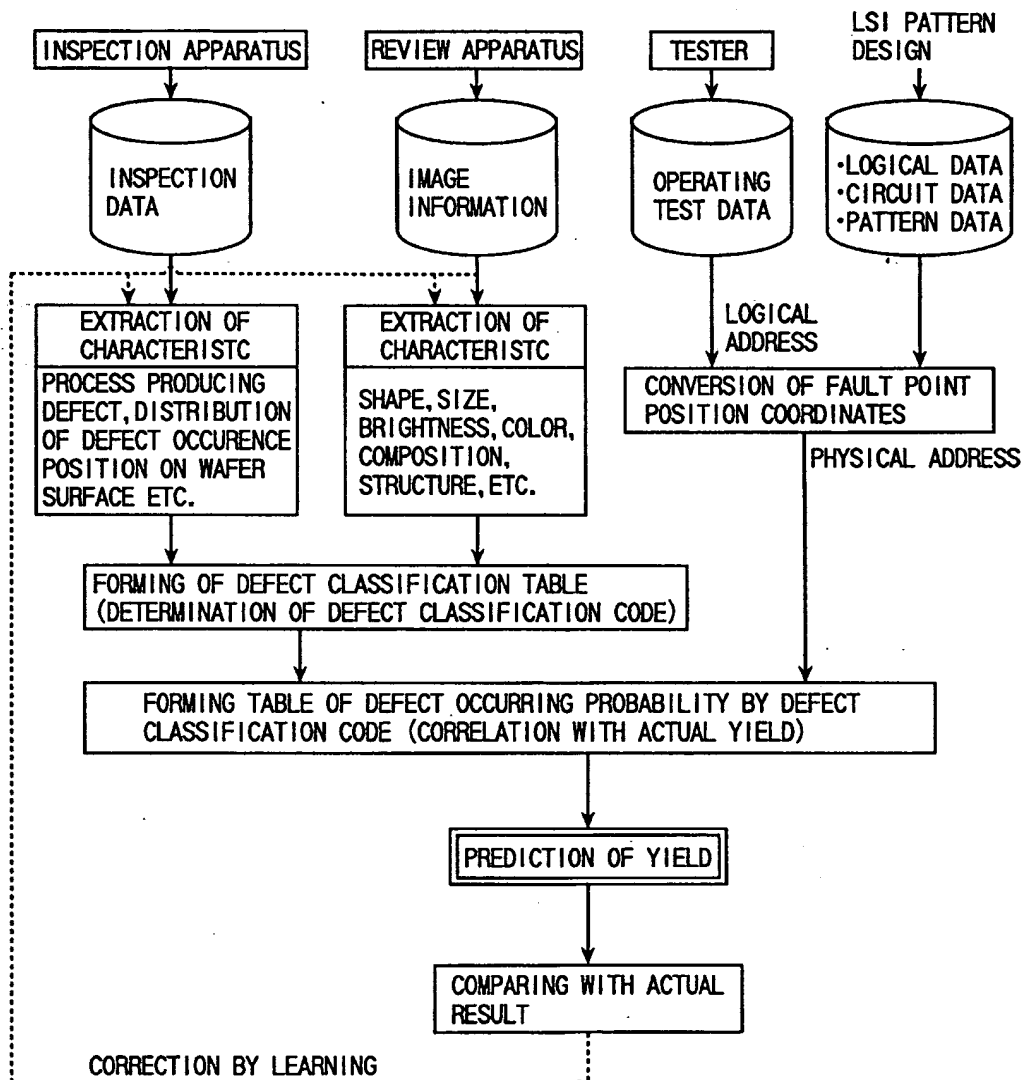 INSPECTION APPARATUS
REVIEW APPARATUS
TESTER
LSI PATTERN
DESIGN
INSPECTION
DATA
IMAGE
INFORMATION
OPERATING
TEST DATA
•LOGICAL DATA
•CIRCUIT DATA
•PATTERN DATA
EXTRACTION OF
CHARACTERISTC
PROCESS PRODUCING
DEFECT, DISTRIBUTION
OF DEFECT OCCURENCE
POSITION ON WAFER
SURFACE ETC.
EXTRACTION OF
CHARACTERISTC
SHAPE, SIZE,
BRIGHTNESS, COLOR,
COMPOSITION,
STRUCTURE, ETC.
LOGICAL
ADDRESS
CONVERSION OF FAULT POINT
POSITION COORDINATES
PHYSICAL ADDRESS
FORMING OF DEFECT CLASSIFICATION TABLE
(DETERMINATION OF DEFECT CLASSIFICATION CODE)
FORMING TABLE OF DEFECT OCCURRING PROBABILITY BY DEFECT
CLASSIFICATION CODE (CORRELATION WITH ACTUAL YIELD)
PREDICTION OF YIELD
COMPARING WITH ACTUAL
RESULT
CORRECTION BY LEARNING